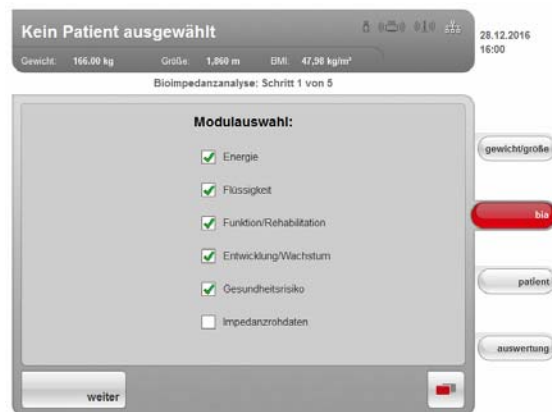 Kein Patient ausgewählt
28.12.2016
16:00
Gewicht: 166.00 kg Größe: 1,860 m BMI: 47,98 kg/m²
Bioimpedanzanalyse: Schritt 1 von 5
Modulauswahl:
Energie
Flüssigkeit
Funktion/Rehabilitation
Entwicklung/Wachstum
Gesundheitsrisiko
Impedanzrohdaten
gewicht/größe
bia
patient
auswertung
weiter